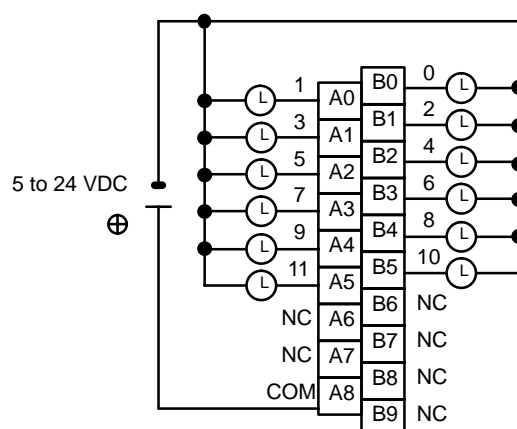 1 L A0 B0 0 L
3 L A1 B1 2 L
5 L A2 B2 4 L
5 to 24 VDC
7 L A3 B3 6 L
9 L A4 B4 8 L
11 L A5 B5 10 L
NC A6 B6 NC
NC A7 B7 NC
COM A8 B8 NC
B9 NC